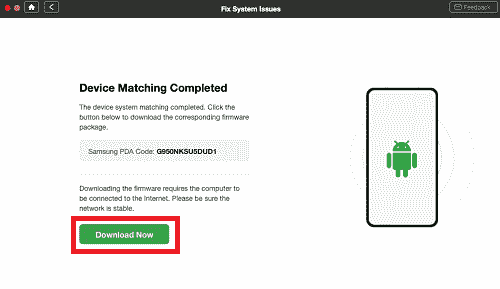 Fix System Issues
Feedback
Device Matching Completed
The device system matching completed. Click the
button below to download the corresponding firmware
package.
Samsung PDA Code: G950NKSU5DUD1
Downloading the firmware requires the computer to
be connected to the Internet. Please be sure the
network is stable.
Download Now